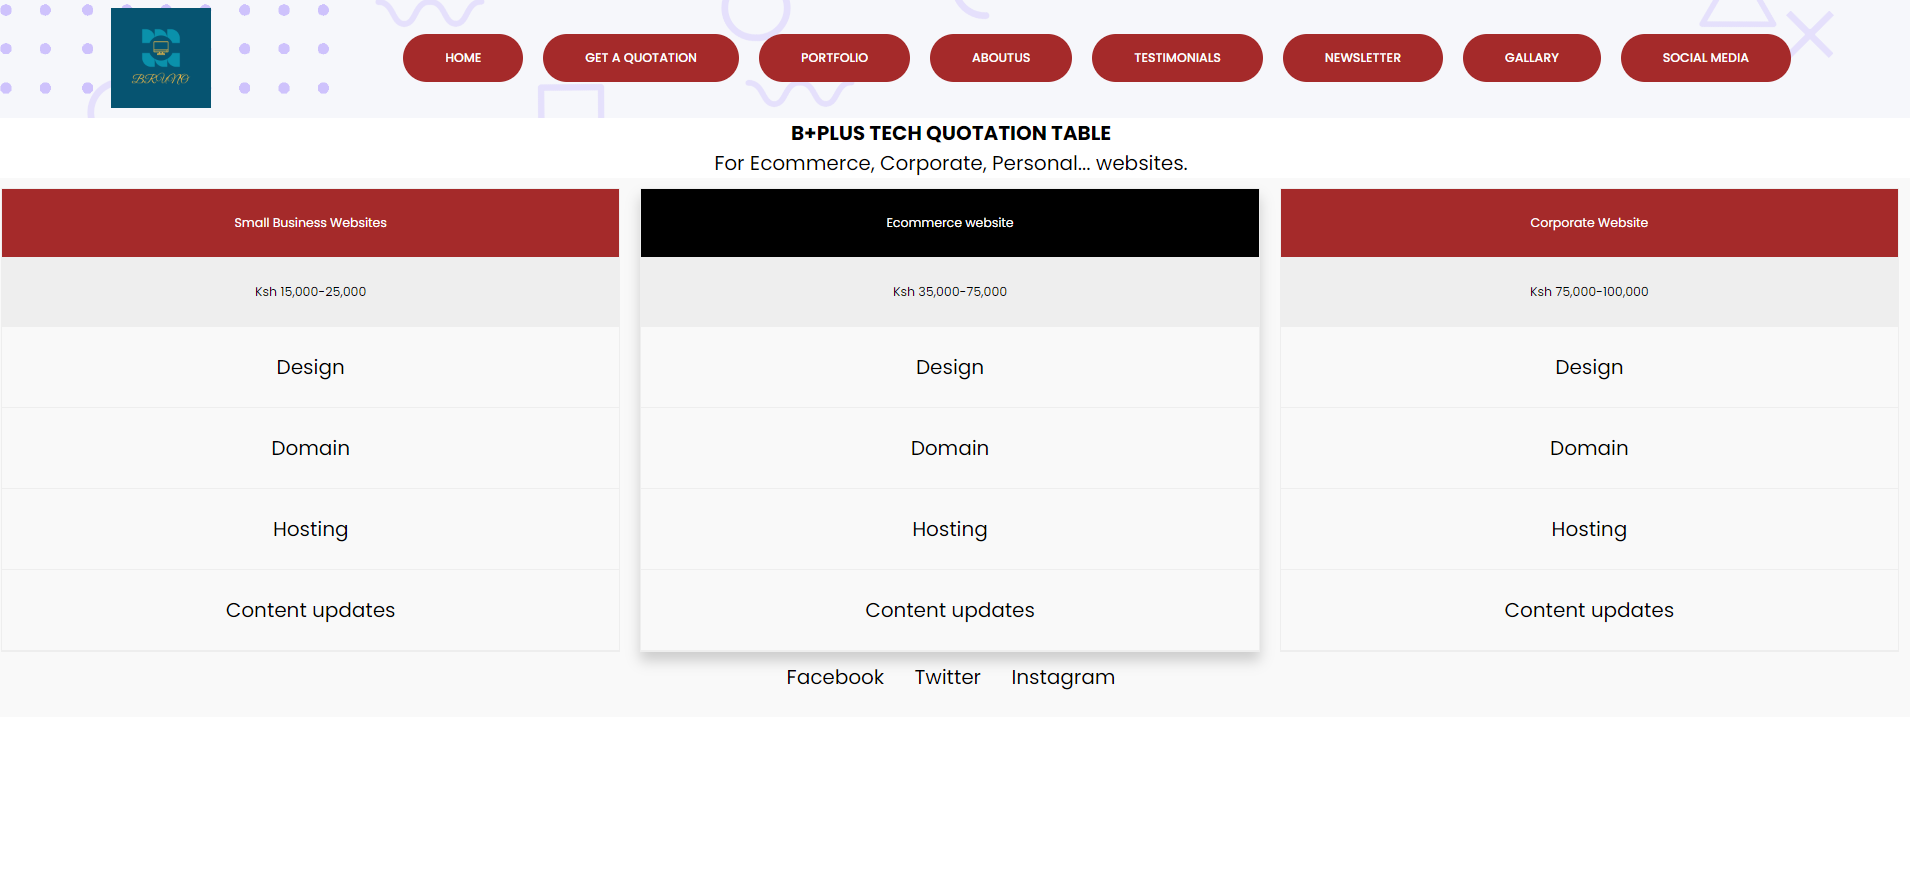 BRUNO
HOME
GET A QUOTATION
PORTFOLIO
ABOUTUS
TESTIMONIALS
NEWSLETTER
GALLARY
SOCIAL MEDIA
B+PLUS TECH QUOTATION TABLE
For Ecommerce, Corporate, Personal... websites.
Small Business Websites
Ksh 15,000-25,000
Design
Domain
Hosting
Content updates
Ecommerce website
Ksh 35,000-75,000
Design
Domain
Hosting
Content updates
Corporate Website
Ksh 75,000-100,000
Design
Domain
Hosting
Content updates
Facebook Twitter Instagram